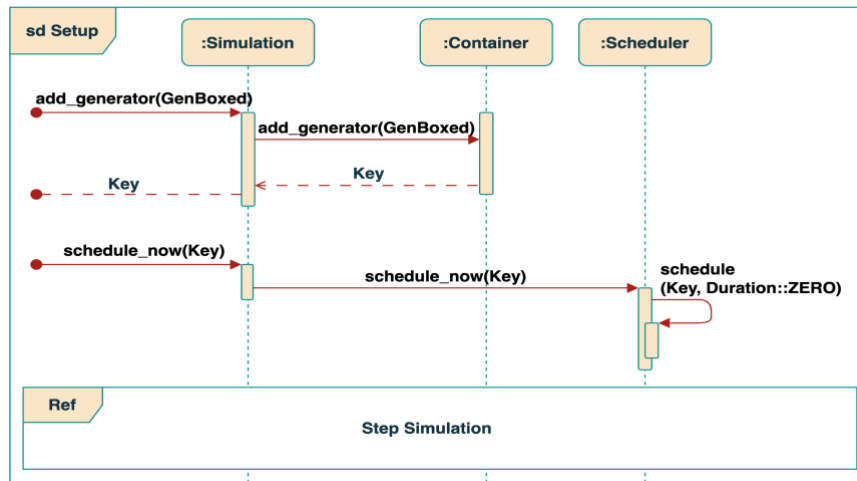 sd Setup
:Simulation
:Container
:Scheduler
add_generator(GenBoxed)
add_generator(GenBoxed)
Key
Key
schedule_now(Key)
schedule_now(Key)
schedule
(Key, Duration::ZERO)
Ref
Step Simulation